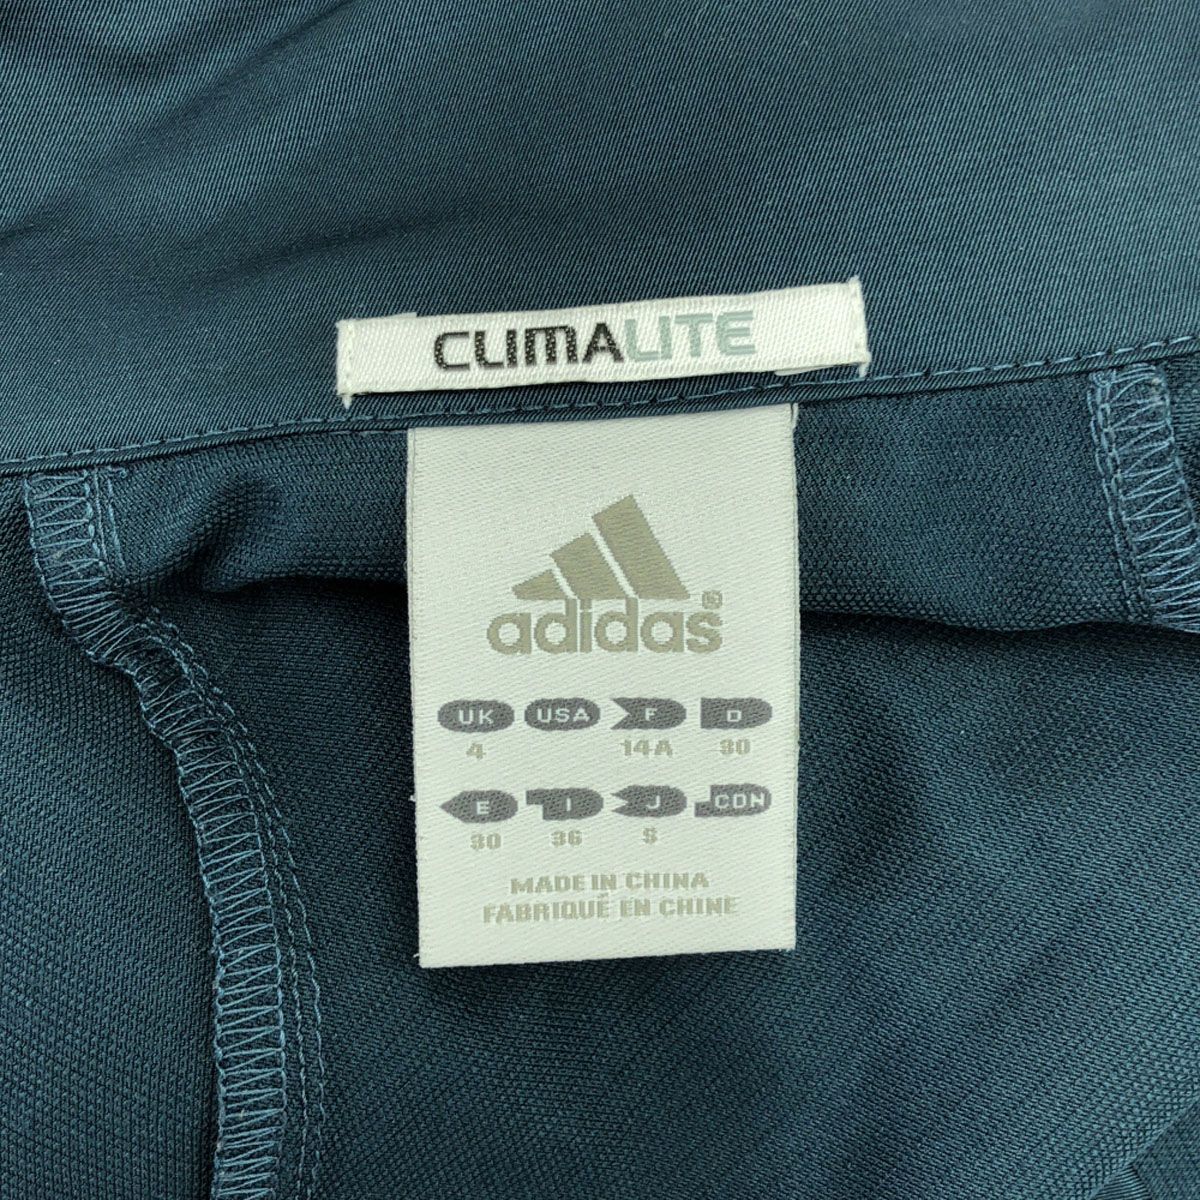 CLIMALITE
adidas®
UK USA F D
4 14A 30
E I J CDN
30 36 S
MADE IN CHINA
FABRIQUÉ EN CHINE